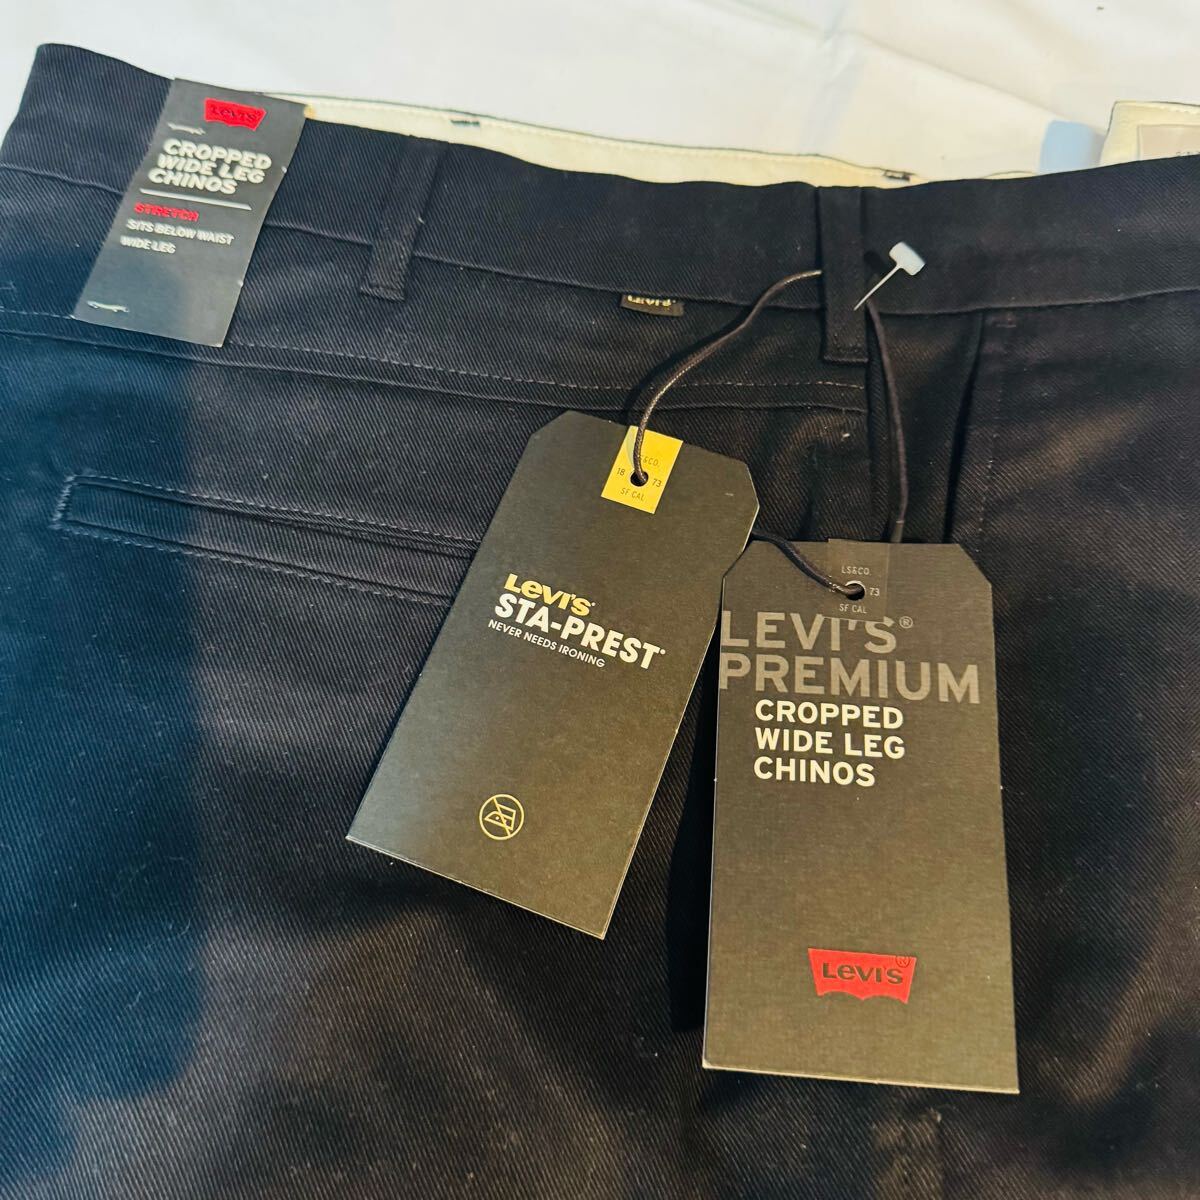 Levi's
CROPPED
WIDE LEG
CHINOS
STRETCH
SITS BELOW WAIST
WIDE LEG
LEVI'S
&CO.
18 73
SF CAL
Levi's
STA-PREST®
NEVER NEEDS IRONING
LS&CO.
73
SF CAL
LEVI'S®
PREMIUM
CROPPED
WIDE LEG
CHINOS
Levi's®